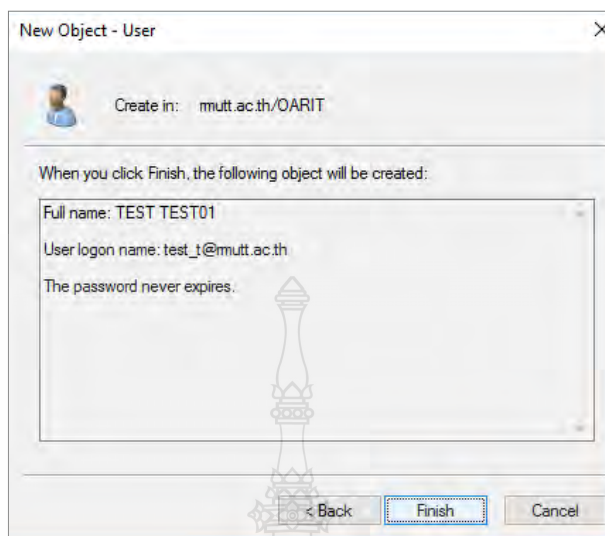 New Object - User
Create in: rmutt.ac.th/OARIT
When you click Finish, the following object will be created:
Full name: TEST TEST01
User logon name: test_t@rmutt.ac.th
The password never expires.
< Back
Finish
Cancel